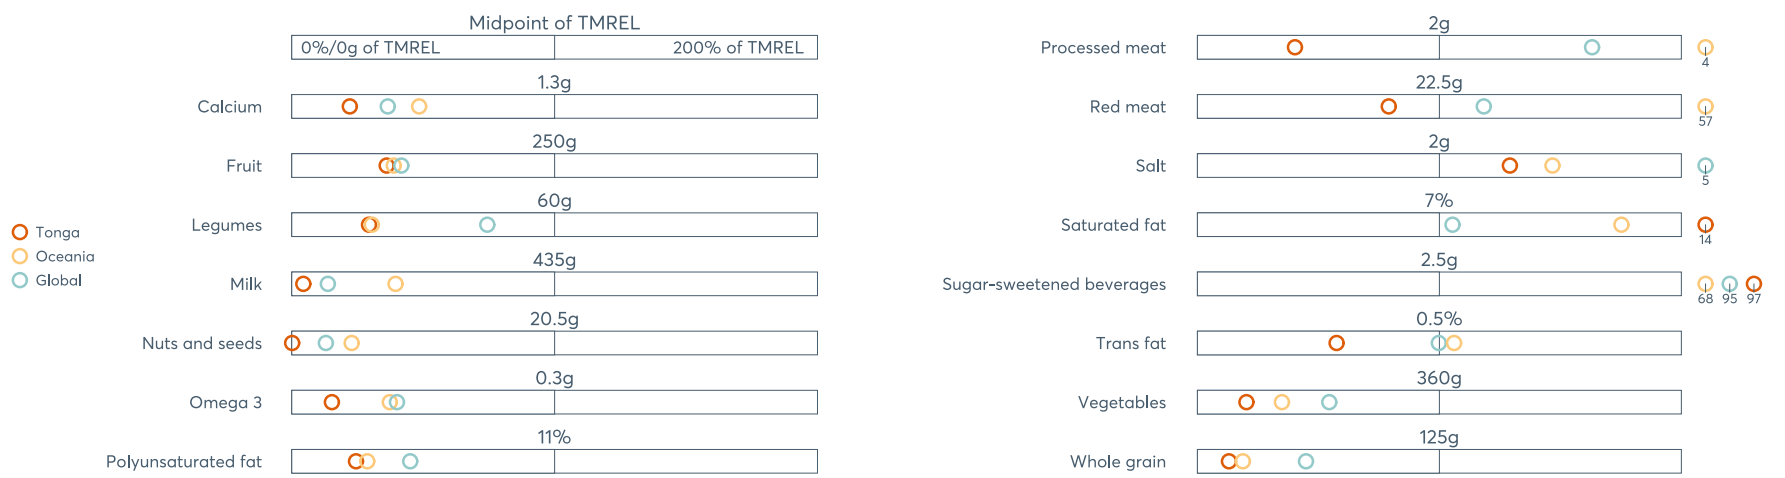 Midpoint of TMREL
0%/0g of TMREL
200% of TMREL
1.3g
Calcium
250g
Fruit
60g
Legumes
435g
Milk
20.5g
Nuts and seeds
0.3g
Omega 3
11%
Polyunsaturated fat
Tonga
Oceania
Global
2g
Processed meat
4
22.5g
Red meat
57
2g
Salt
5
7%
Saturated fat
14
2.5g
Sugar-sweetened beverages
68 95 97
0.5%
Trans fat
360g
Vegetables
125g
Whole grain